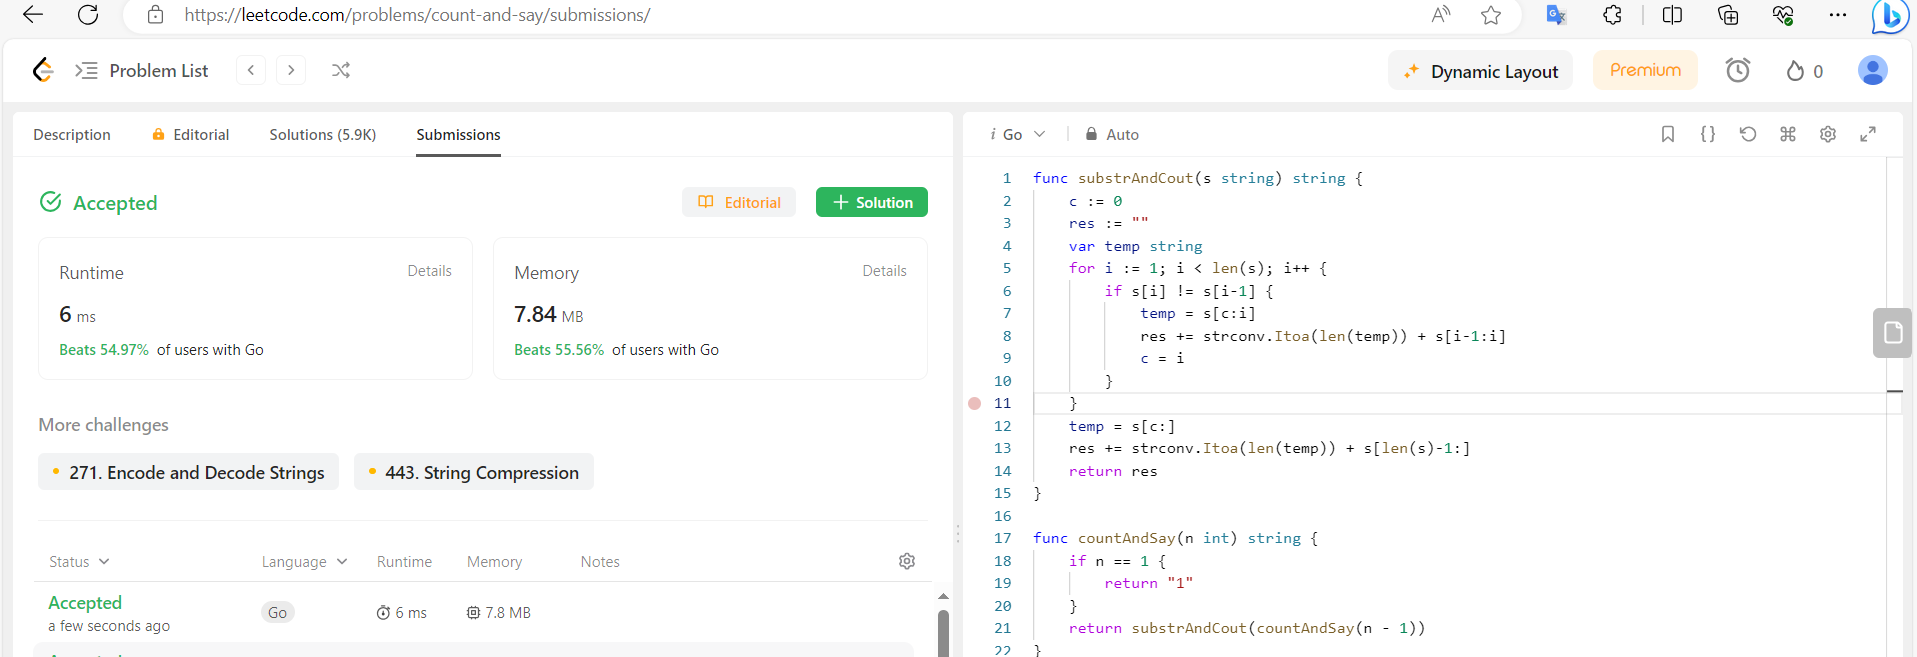 https://leetcode.com/problems/count-and-say/submissions/
Problem List
Dynamic Layout
Premium
0
Description
Editorial
Solutions (5.9K)
Submissions
Accepted
Editorial
+ Solution
Runtime
Details
6 ms
Beats 54.97% of users with Go
Memory
Details
7.84 MB
Beats 55.56% of users with Go
More challenges
271. Encode and Decode Strings
443. String Compression
Status
Language
Runtime
Memory
Notes
Accepted
a few seconds ago
Go
6 ms
7.8 MB
i Go
Auto
1 func substrAndCout(s string) string {
2 c := 0
3 res := ""
4 var temp string
5 for i := 1; i < len(s); i++ {
6 if s[i] != s[i-1] {
7 temp = s[c:i]
8 res += strconv.Itoa(len(temp)) + s[i-1:i]
9 c = i
10 }
11 }
12 temp = s[c:]
13 res += strconv.Itoa(len(temp)) + s[len(s)-1:]
14 return res
15 }
16
17 func countAndSay(n int) string {
18 if n == 1 {
19 return "1"
20 }
21 return substrAndCout(countAndSay(n - 1))
22 }